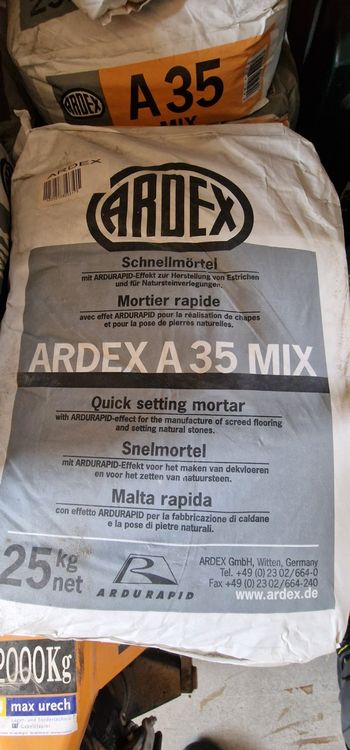 25
ARDEX
A 35
MIX
ARDEX
ARDEX
Schnellmörtel
mit ARDURAPID-Effekt zur Herstellung von Estrichen
und für Natursteinverlegungen.
Mortier rapide
avec effet ARDURAPID pour la réalisation de chapes
et pour la pose de pierres naturelles.
ARDEX A 35 MIX
Quick setting mortar
with ARDURAPID-effect for the manufacture of screed flooring
and setting natural stones.
Snelmortel
mit ARDURAPID-Effekt voor het maken van dekvloeren
en voor het zetten van natuursteen.
Malta rapida
con effetto ARDURAPID per la fabbricazione di caldane
e la posa di pietre naturali.
25 kg
net
ARDURAPID
ARDEX GmbH, Witten, Germany
Tel. +49 (0) 23 02/664-0
Fax +49 (0) 23 02/664-240
www.ardex.de
2000Kg
max urech
Lager- und Fördertechnik